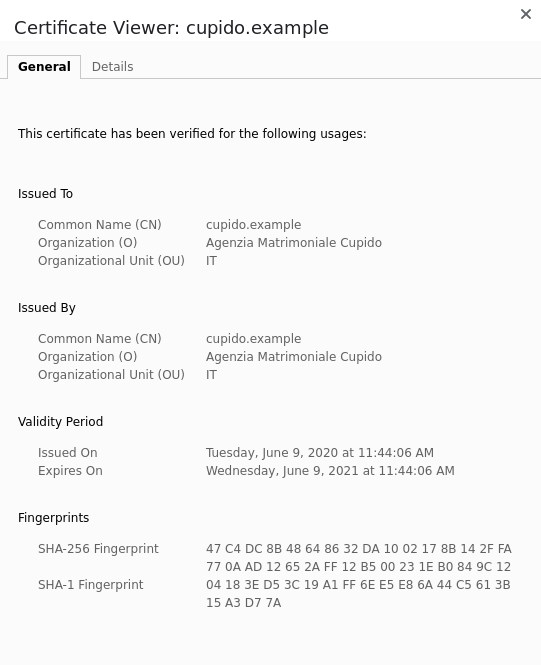 Certificate Viewer: cupido.example
General Details
This certificate has been verified for the following usages:
Issued To
Common Name (CN) cupido.example
Organization (O) Agenzia Matrimoniale Cupido
Organizational Unit (OU) IT
Issued By
Common Name (CN) cupido.example
Organization (O) Agenzia Matrimoniale Cupido
Organizational Unit (OU) IT
Validity Period
Issued On Tuesday, June 9, 2020 at 11:44:06 AM
Expires On Wednesday, June 9, 2021 at 11:44:06 AM
Fingerprints
SHA-256 Fingerprint 47 C4 DC 8B 48 64 86 32 DA 10 02 17 8B 14 2F FA
77 0A AD 12 65 2A FF 12 B5 00 23 1E B0 84 9C 12
SHA-1 Fingerprint 04 18 3E D5 3C 19 A1 FF 6E E5 E8 6A 44 C5 61 3B
15 A3 D7 7A